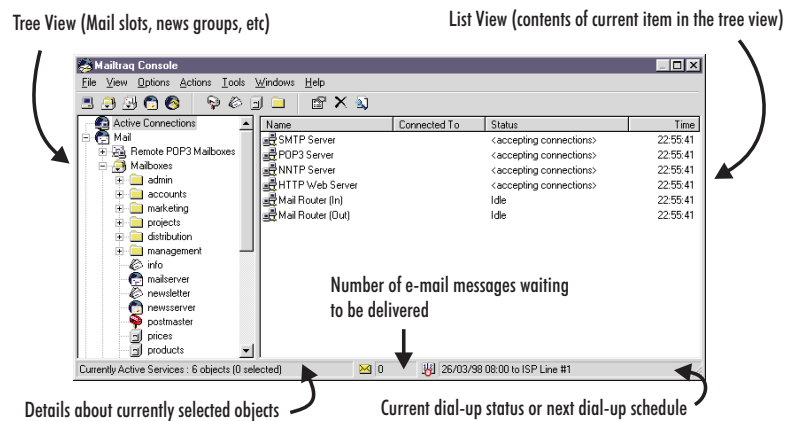 Tree View (Mail slots, news groups, etc)
List View (contents of current item in the tree view)
Mailtraq Console
File View Options Actions Tools Windows Help
Active Connections
Mail
Remote POP3 Mailboxes
Mailboxes
admin
accounts
marketing
projects
distribution
management
info
mailserver
newsletter
newsserver
postmaster
prices
products
Name Connected To Status Time
SMTP Server <accepting connections> 22:55:41
POP3 Server <accepting connections> 22:55:41
NNTP Server <accepting connections> 22:55:41
HTTP Web Server <accepting connections> 22:55:41
Mail Router (In) Idle 22:55:41
Mail Router (Out) Idle 22:55:41
Number of e-mail messages waiting
to be delivered
Currently Active Services : 6 objects (0 selected) 0 26/03/98 08:00 to ISP Line #1
Details about currently selected objects
Current dial-up status or next dial-up schedule